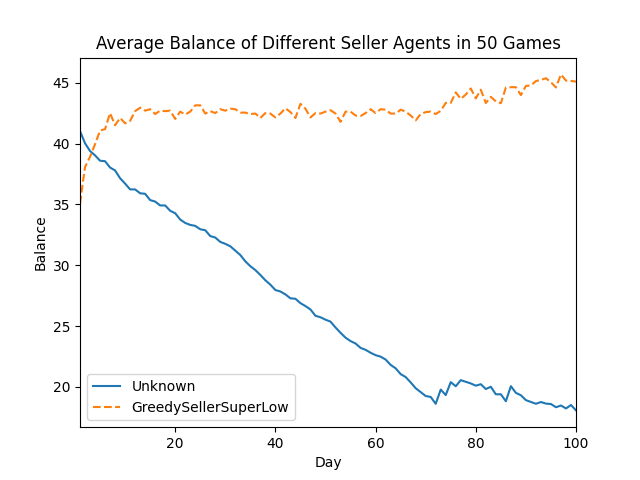 Average Balance of Different Seller Agents in 50 Games
45
40
35
30
25
20
Balance
Unknown
GreedySellerSuperLow
20 40 60 80 100
Day